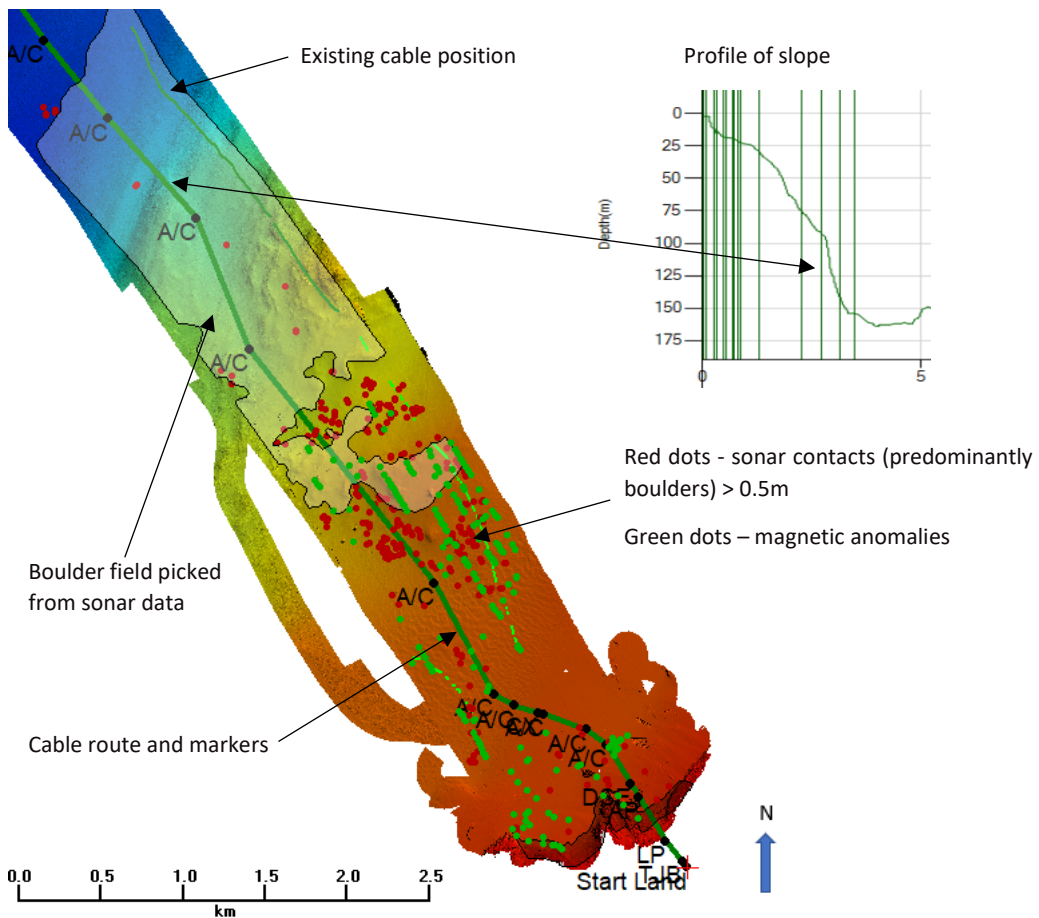 Existing cable position
Profile of slope
A/C
A/C
A/C
A/C
Depth(m)
0
25
50
75
100
125
150
175
0
5
Red dots - sonar contacts (predominantly
boulders) > 0.5m
Green dots – magnetic anomalies
Boulder field picked
from sonar data
A/C
Cable route and markers
A/C
A/C
A/C
A/C
N
LP
TJB
Start Land
0.0 0.5 1.0 1.5 2.0 2.5
km